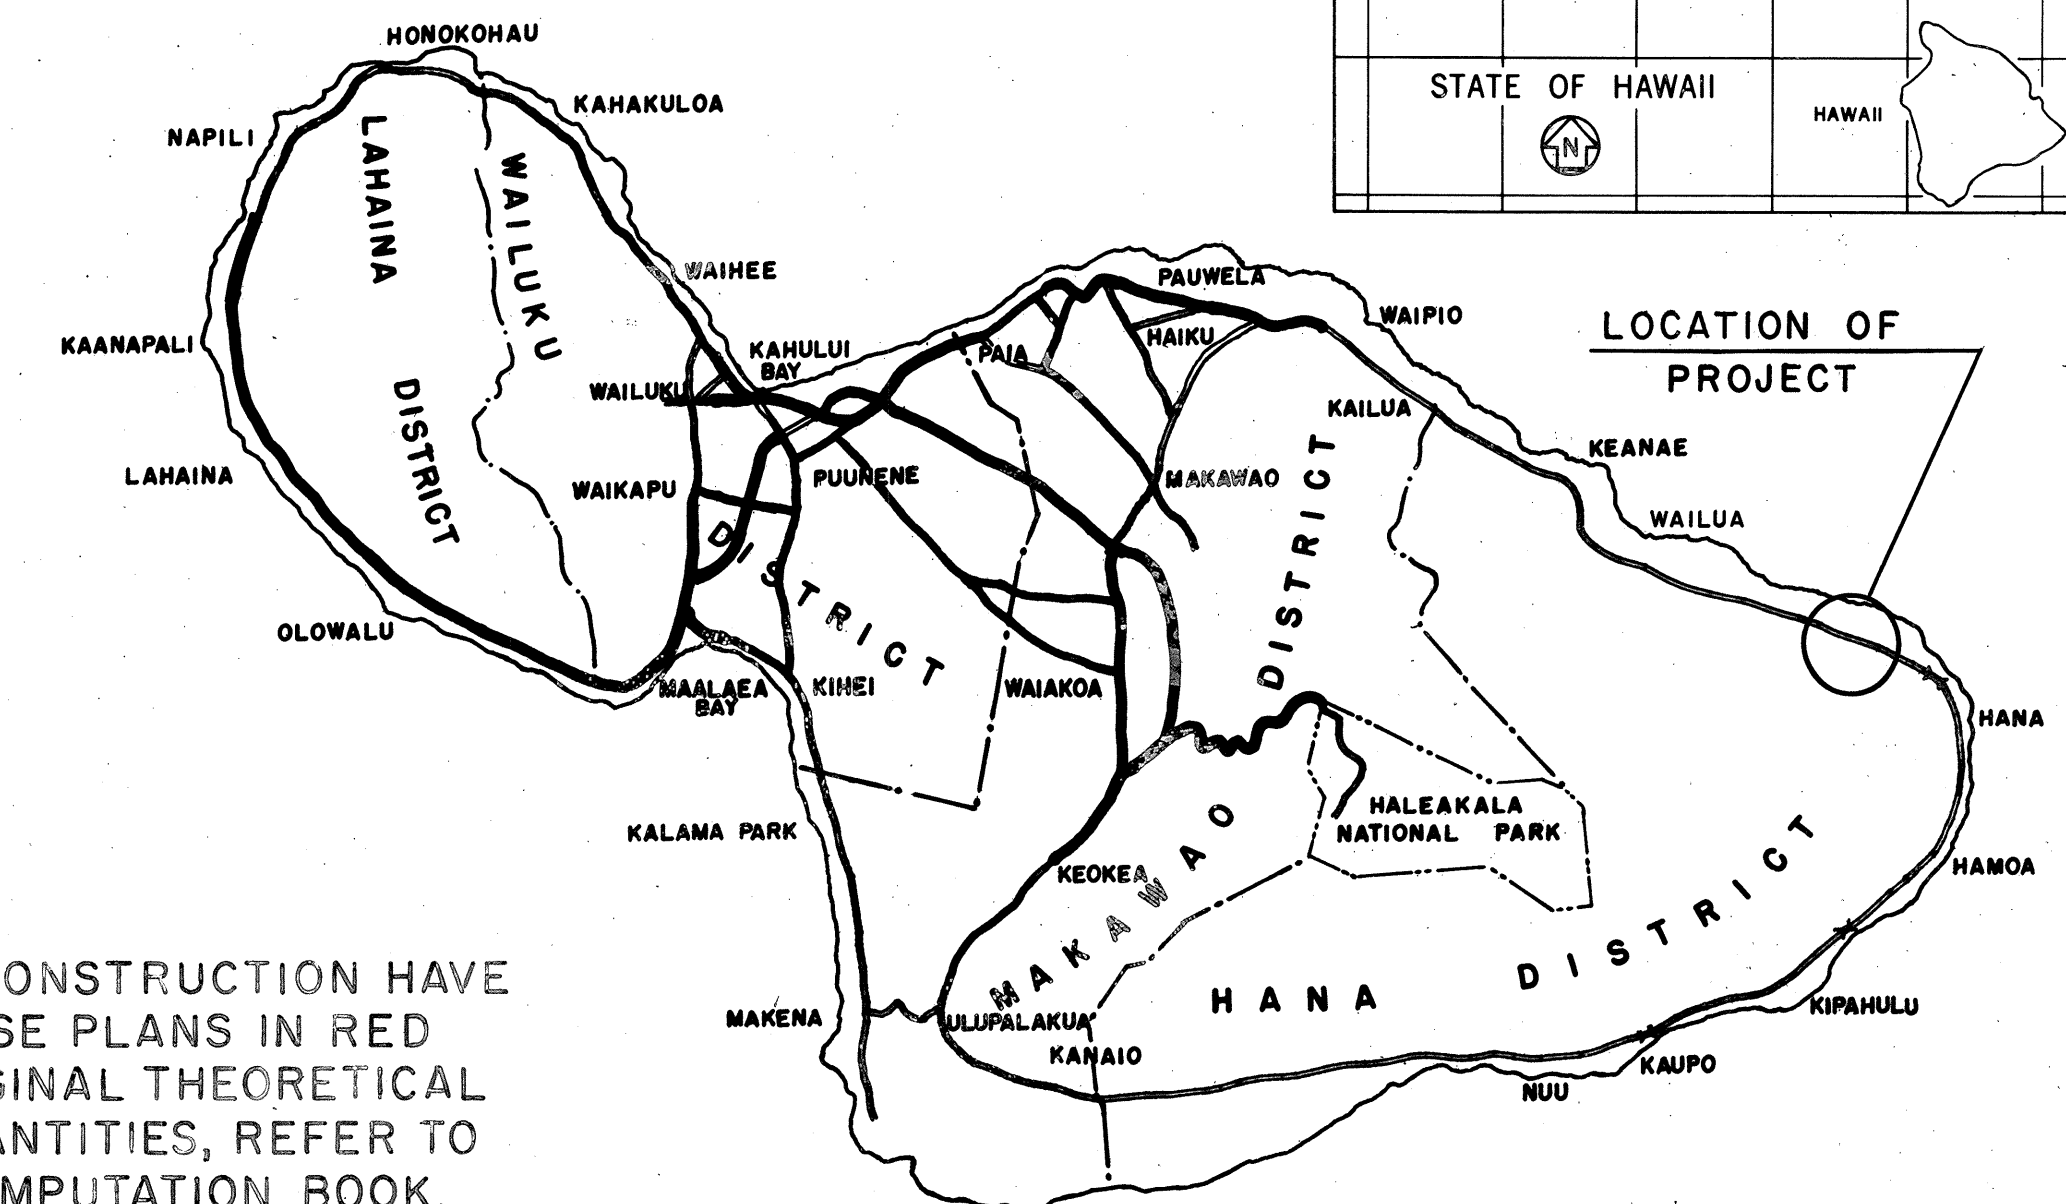 HONOKOHAU
KAHAKULOA
NAPILI
LAHAINA
DISTRICT
WAILUKU
DISTRICT
WAIHEE
KAANAPALI
KAHULUI
BAY
WAILUKU
LAHAINA
WAIKAPU
PUUNENE
OLOWALU
MAALAEA
BAY
KIHEI
WAIAKOA
PAIA
HAIKU
PAUWELA
WAIPIO
KAILUA
MAKAWAO
KEANAE
WAILUA
STATE OF HAWAII
N
HAWAII
LOCATION OF
PROJECT
HANA
HAMOA
KIPAHULU
KAUPO
NUU
HALEAKALA
NATIONAL PARK
MAKAWAO
DISTRICT
HANA DISTRICT
KALAMA PARK
KEOKEA
MAKENA
ULUPALAKUA
KANAIO
ONSTRUCTION HAVE
SE PLANS IN RED
GINAL THEORETICAL
ANTITIES, REFER TO
MPUTATION BOOK.